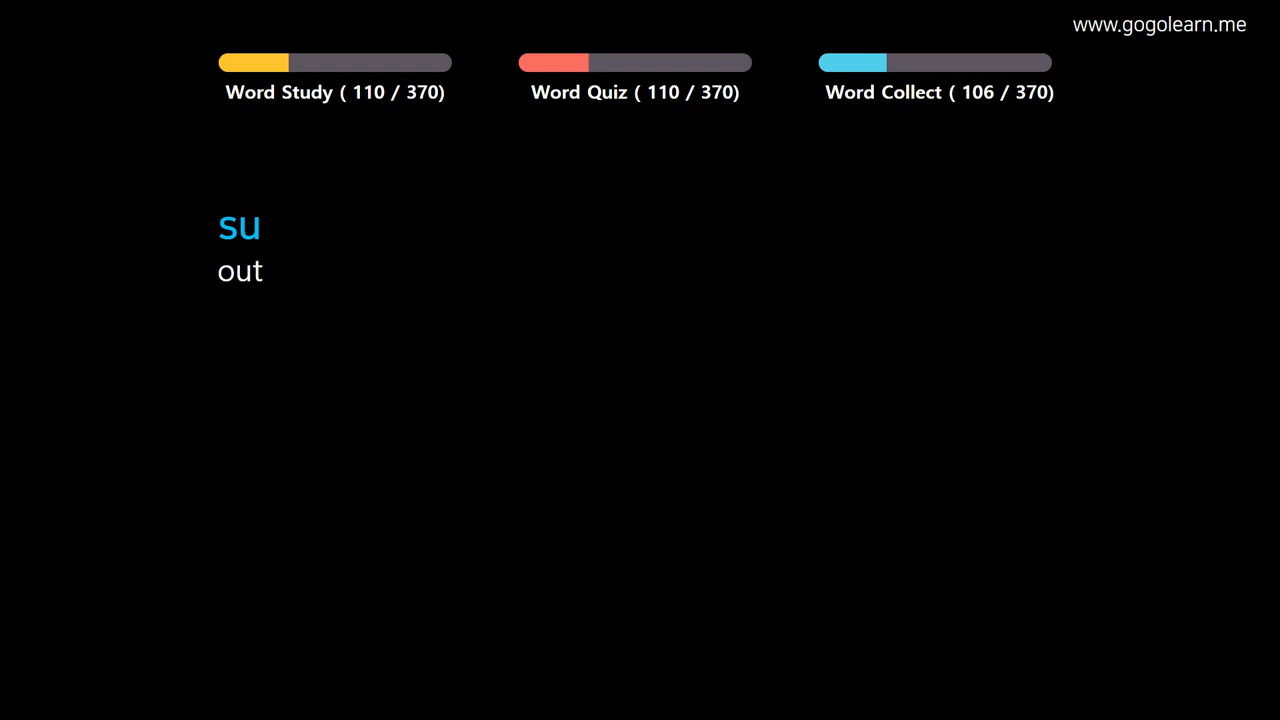 www.gogolearn.me
Word Study ( 110 / 370)
Word Quiz ( 110 / 370)
Word Collect ( 106 / 370)
su
out